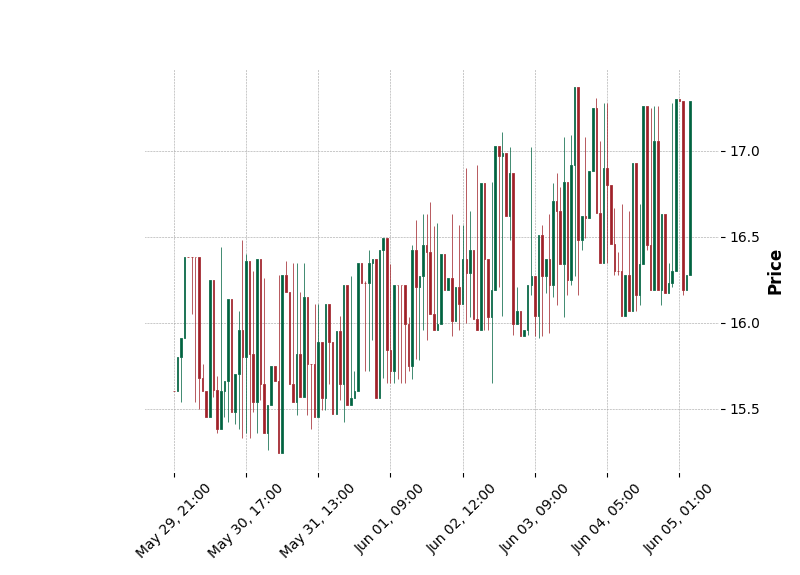 17.0
16.5
16.0
15.5
Price
May 29, 21:00
May 30, 17:00
May 31, 13:00
Jun 01, 09:00
Jun 02, 12:00
Jun 03, 09:00
Jun 04, 05:00
Jun 05, 01:00